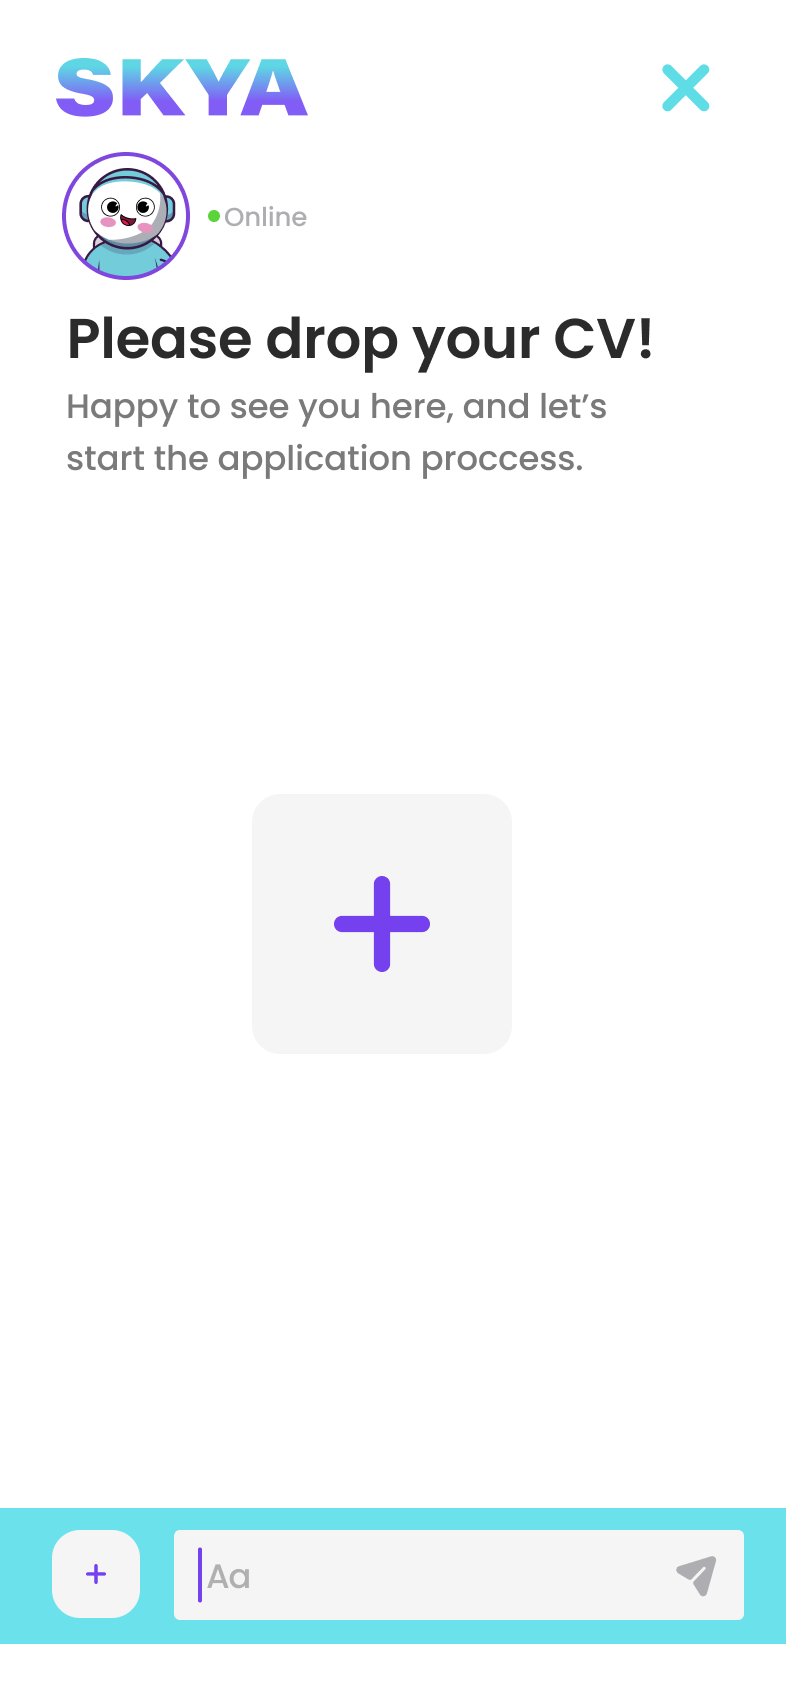 SKYA
Online
Please drop your CV!
Happy to see you here, and let’s
start the application proccess.
Aa